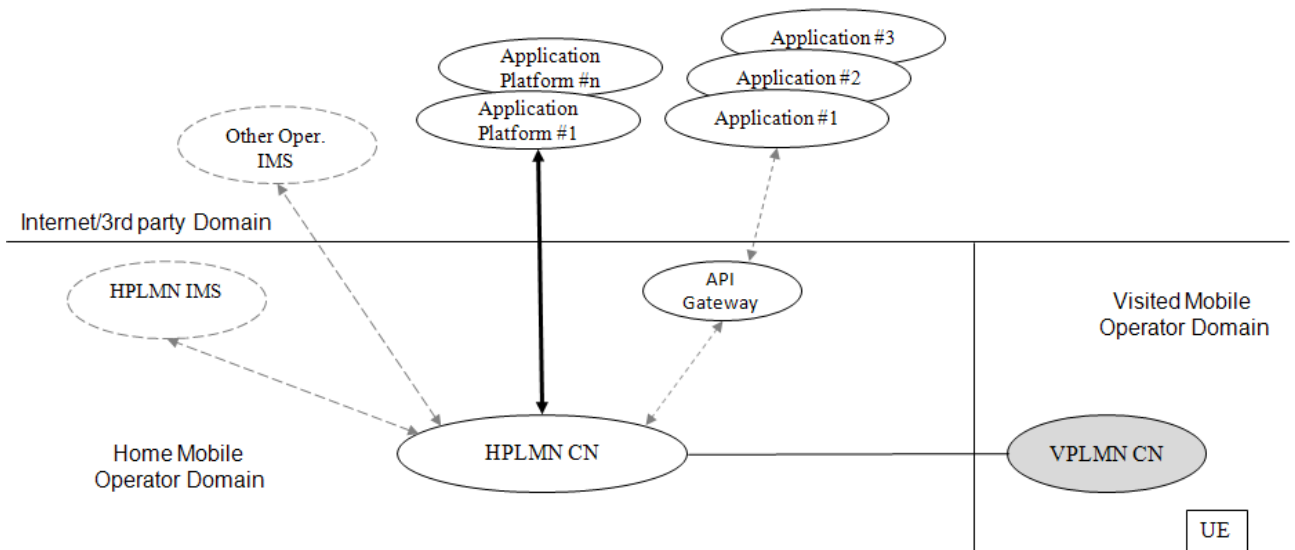 Application #3
Application
Platform #n
Application #2
Application
Platform #1
Application #1
Other Oper.
IMS
Internet/3rd party Domain
HPLMN IMS
API
Gateway
Visited Mobile
Operator Domain
Home Mobile
Operator Domain
HPLMN CN
VPLMN CN
UE